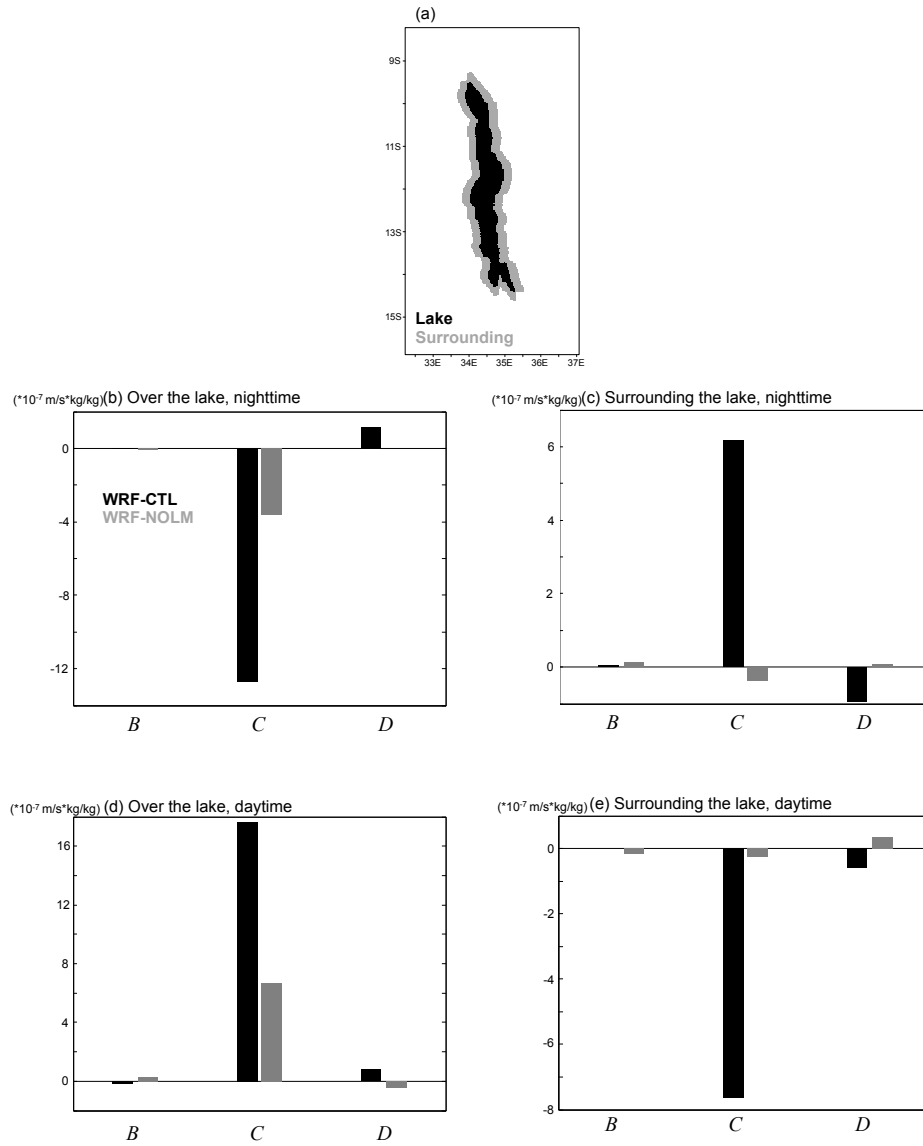 (a)
9S
11S
13S
15S
Lake
Surrounding
33E 34E 35E 36E 37E
(*10⁻⁷ m/s*kg/kg) (b) Over the lake, nighttime
0
-4
-8
-12
WRF-CTL
WRF-NOLM
B C D
(*10⁻⁷ m/s*kg/kg) (c) Surrounding the lake, nighttime
6
4
2
0
B C D
(*10⁻⁷ m/s*kg/kg) (d) Over the lake, daytime
16
12
8
4
0
B C D
(*10⁻⁷ m/s*kg/kg) (e) Surrounding the lake, daytime
0
-2
-4
-6
-8
B C D